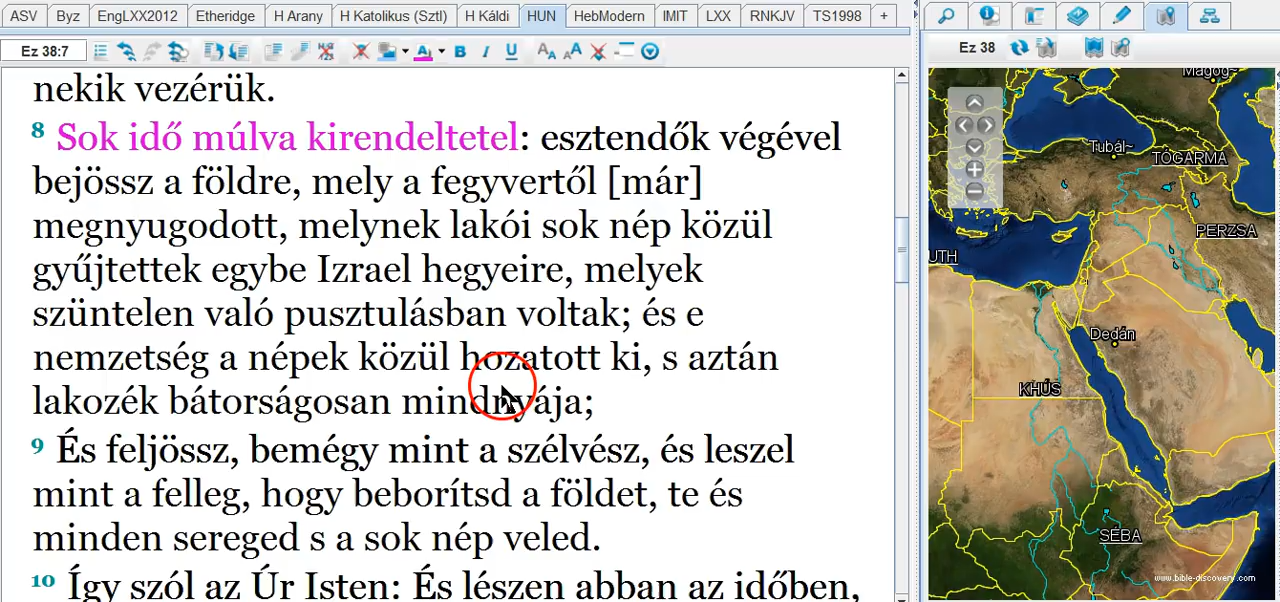 ASV Byz EngLXX2012 Etheridge H Arany H Katolikus (Sztl) H Káldi HUN HebModern IMIT LXX RNKJV TS1998 +
Ez 38:7
nekik vezérük.
8 Sok idő múlva kirendeltetel: esztendők végével
bejössz a földre, mely a fegyvertől [már]
megnyugodott, melynek lakói sok nép közül
gyűjtettek egybe Izrael hegyeire, melyek
szüntelen való pusztulásban voltak; és e
nemzetség a népek közül hozatott ki, s aztán
lakozék bátorságosan mindnyája;
9 És feljössz, bemégy mint a szélvész, és leszel
mint a felleg, hogy beborítsd a földet, te és
minden sereged s a sok nép veled.
10 Így szól az Úr Isten: És lészen abban az időben,
Ez 38
Magóg~
Tubál~
TÓGARMA
PERZSA
UTH
Dedán
KHÚS
SÉBA
www.bible-discovery.com